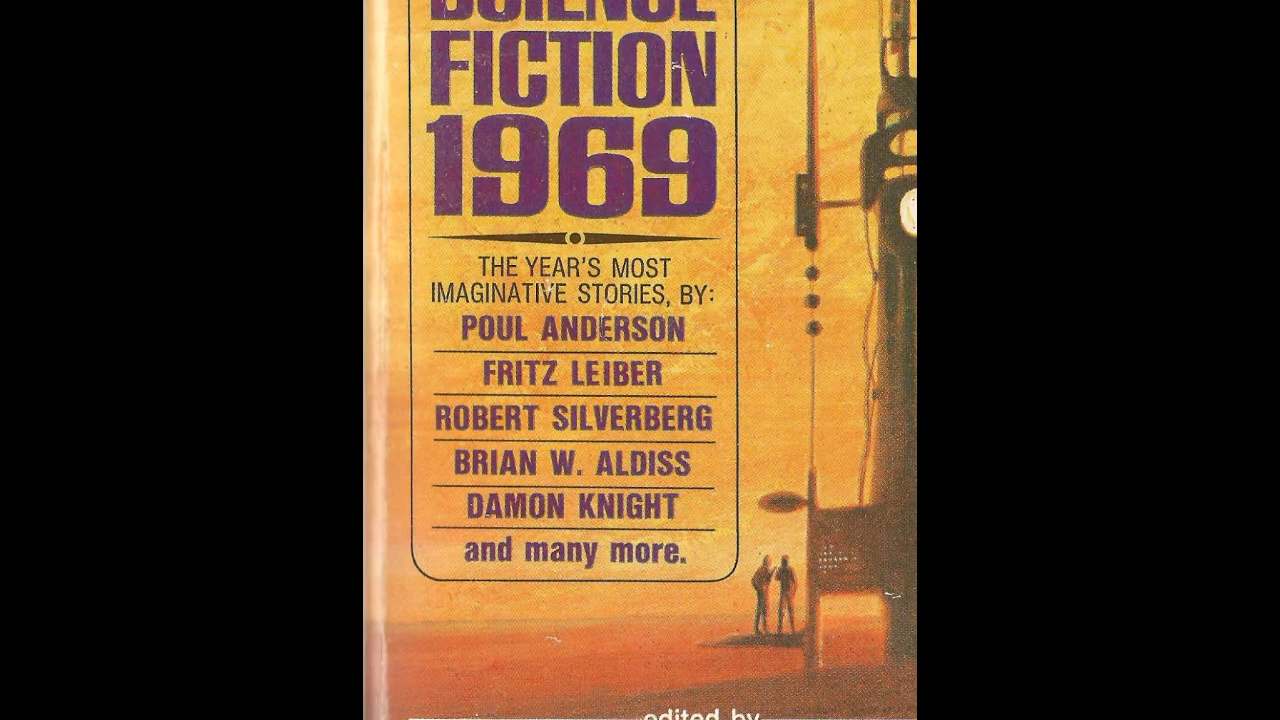 SCIENCE
FICTION
1969
THE YEAR'S MOST
IMAGINATIVE STORIES, BY:
POUL ANDERSON
FRITZ LEIBER
ROBERT SILVERBERG
BRIAN W. ALDISS
DAMON KNIGHT
and many more.
edited by